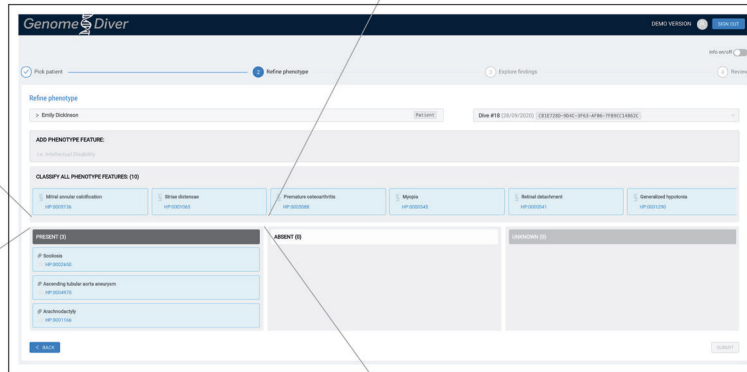 Genome Diver
DEMO VERSION
SIGN OUT
Info on/off
Pick patient
2 Refine phenotype
3 Explore findings
4 Review
Refine phenotype
> Emily Dickinson
Patient
Dive #18 (28/09/2020)
ADD PHENOTYPE FEATURE:
i.e. Intellectual Disability
CLASSIFY ALL PHENOTYPE FEATURES: (10)
Mitral annular calcification
Striae distensae
Premature osteoarthritis
Myopia
Retinal detachment
Generalized hypotonia
HP:0003088
HP:0000545
HP:0000541
HP:0001290
PRESENT (3)
ABSENT (0)
UNKNOWN (0)
Scoliosis
HP:0002650
Ascending tubular aorta aneurysm
HP:0004970
Arachnodactyly
HP:0001166
< BACK
SUBMIT